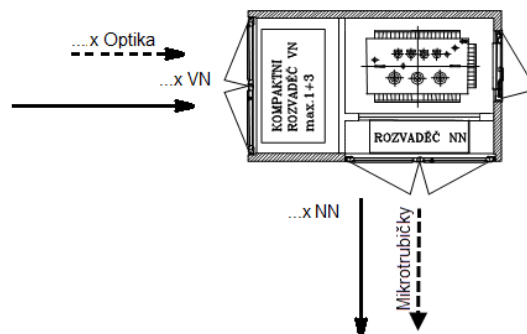 ....x Optika
...x VN
KOMPAKTNÍ
ROZVADĚČ VN
max.1+3
ROZVADĚČ NN
...x NN
Mikrotrubičky